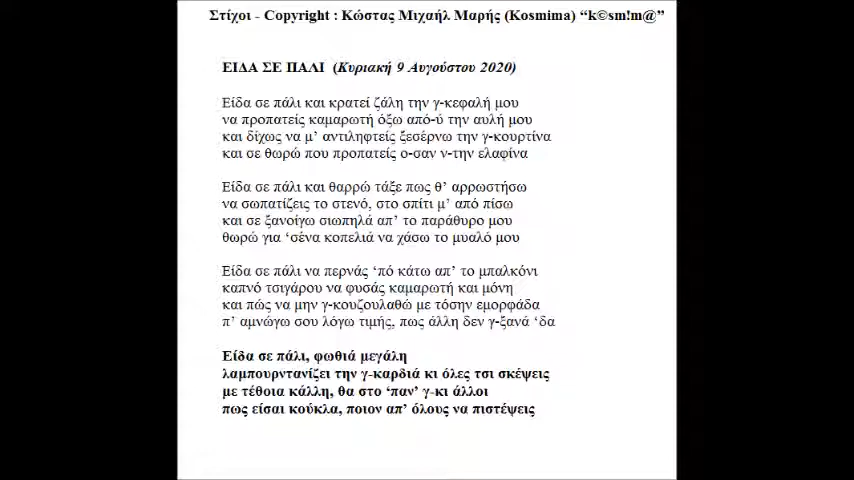 Στίχοι - Copyright : Κώστας Μιχαήλ Μαρής (Kosmima) “k©sm!m@”
ΕΙΔΑ ΣΕ ΠΑΛΙ (Κυριακή 9 Αυγούστου 2020)
Είδα σε πάλι και κρατεί ζάλη την γ-κεφαλή μου
να προπατείς καμαρωτή όξω από-ύ την αυλή μου
και δίχως να μ’ αντιληφτείς ξεσέρνω την γ-κουρτίνα
και σε θωρώ που προπατείς ο-σαν ν-την ελαφίνα
Είδα σε πάλι και θαρρώ τάξε πως θ’ αρρωστήσω
να σωπατίζεις το στενό, στο σπίτι μ’ από πίσω
και σε ξανοίγω σιωπηλά απ’ το παράθυρο μου
θωρώ για ‘σένα κοπελιά να χάσω το μυαλό μου
Είδα σε πάλι να περνάς ‘πό κάτω απ’ το μπαλκόνι
καπνό τσιγάρου να φυσάς καμαρωτή και μόνη
και πώς να μην γ-κουζουλαθώ με τόσην εμορφάδα
π’ αμνώγω σου λόγω τιμής, πως άλλη δεν γ-ξανά ‘δα
Είδα σε πάλι, φωθιά μεγάλη
λαμπουρντανίζει την γ-καρδιά κι όλες τσι σκέψεις
με τέθοια κάλλη, θα στο ‘παν’ γ-κι άλλοι
πως είσαι κούκλα, ποιον απ’ όλους να πιστέψεις